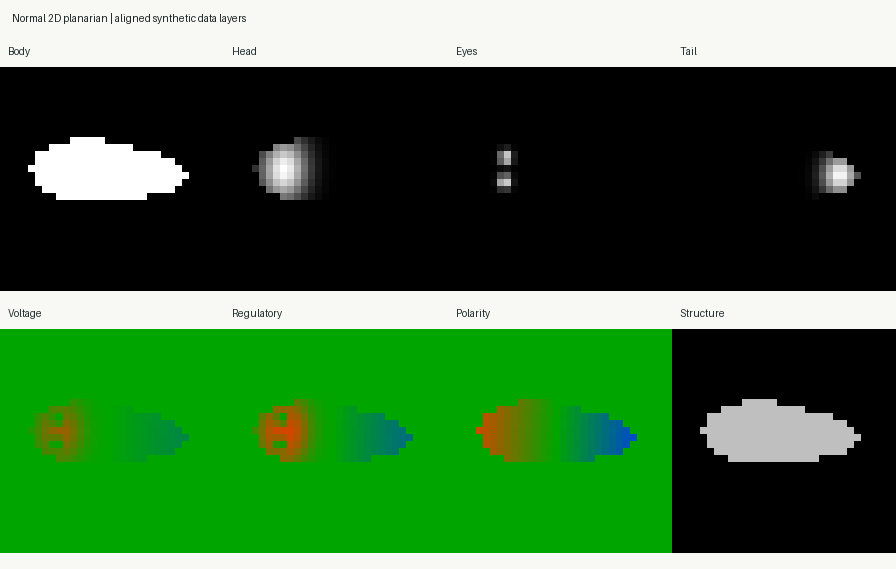 Normal 2D planarian | aligned synthetic data layers
Body Head Eyes Tail
Voltage Regulatory Polarity Structure